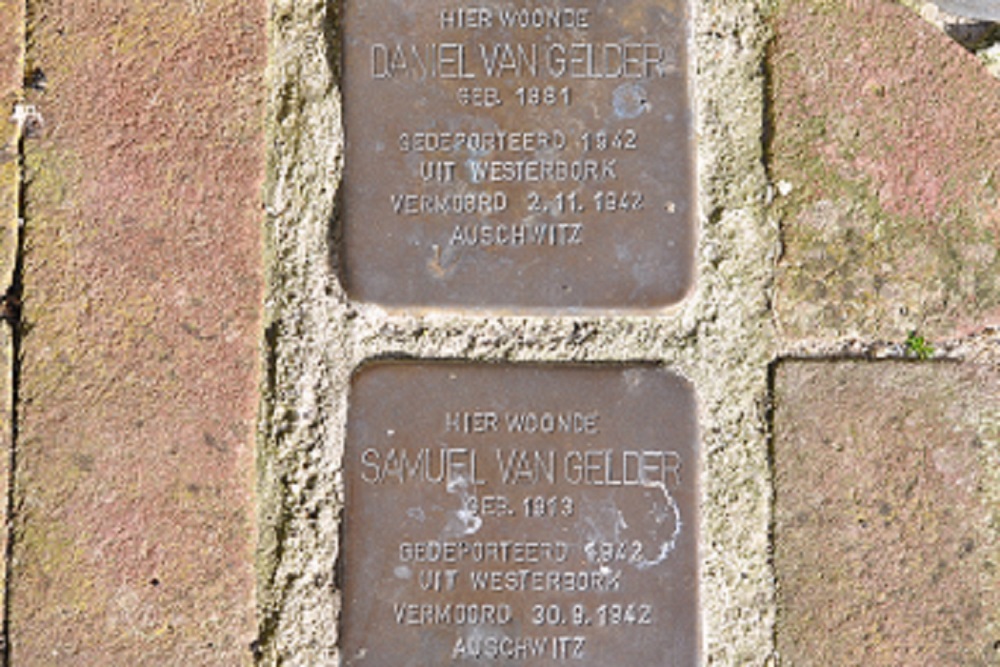 HIER WOONDE
DANIEL VAN GELDER
GEB. 1881
GEDEPORTEERD 1942
UIT WESTERBORK
VERMOORD 2.11.1942
AUSCHWITZ
HIER WOONDE
SAMUEL VAN GELDER
GEB. 1913
GEDEPORTEERD 1942
UIT WESTERBORK
VERMOORD 30.9.1942
AUSCHWITZ